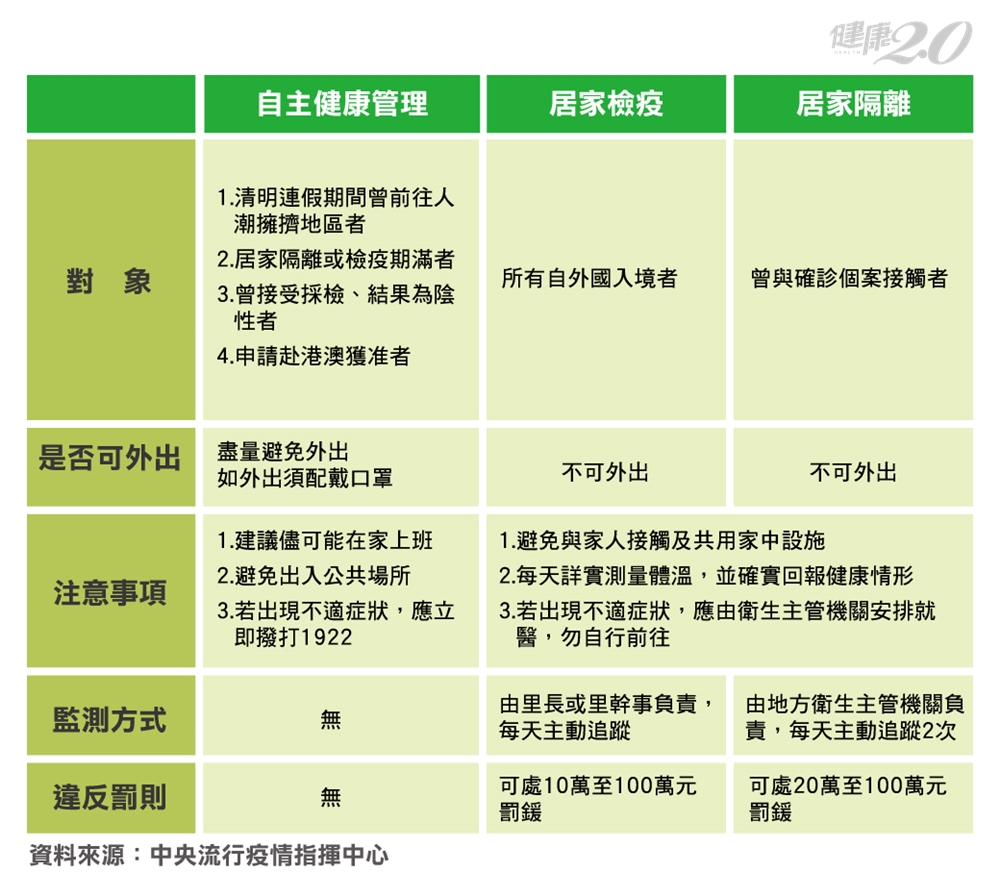 健康2.0
HEALTH
自主健康管理
居家檢疫
居家隔離
對 象
1.清明連假期間曾前往人
潮擁擠地區者
2.居家隔離或檢疫期滿者
3.曾接受採檢、結果為陰
性者
4.申請赴港澳獲准者
所有自外國入境者
曾與確診個案接觸者
是否可外出
盡量避免外出
如外出須配戴口罩
不可外出
不可外出
注意事項
1.建議儘可能在家上班
2.避免出入公共場所
3.若出現不適症狀，應立
即撥打1922
1.避免與家人接觸及共用家中設施
2.每天詳實測量體溫，並確實回報健康情形
3.若出現不適症狀，應由衛生主管機關安排就
醫，勿自行前往
監測方式
無
由里長或里幹事負責，
每天主動追蹤
由地方衛生主管機關負
責，每天主動追蹤2次
違反罰則
無
可處10萬至100萬元
罰鍰
可處20萬至100萬元
罰鍰
資料來源：中央流行疫情指揮中心